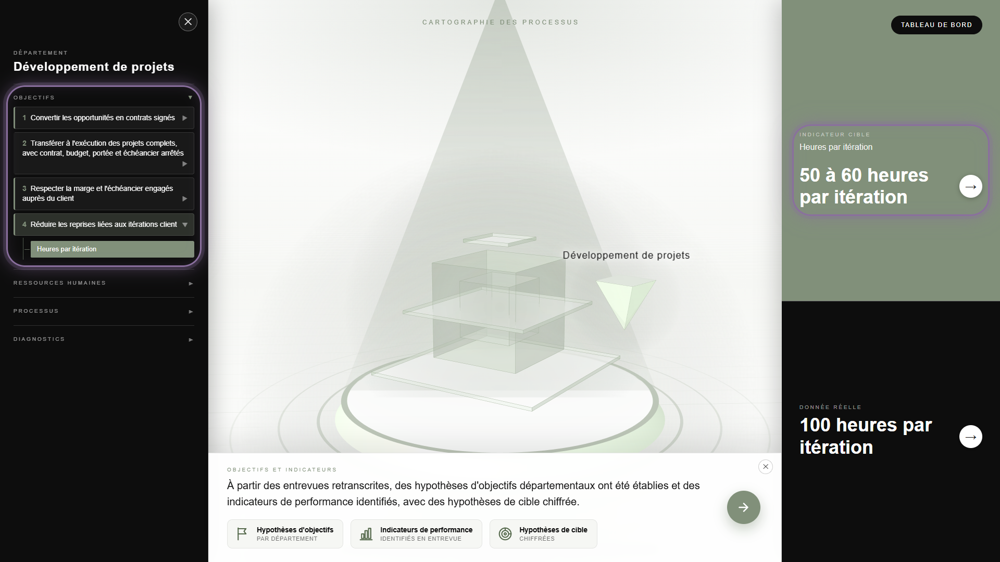 DÉPARTEMENT
Développement de projets
OBJECTIFS
1 Convertir les opportunités en contrats signés
2 Transférer à l'exécution des projets complets,
avec contrat, budget, portée et échéancier arrêtés
3 Respecter la marge et l'échéancier engagés
auprès du client
4 Réduire les reprises liées aux itérations client
Heures par itération
RESSOURCES HUMAINES
PROCESSUS
DIAGNOSTICS
CARTOGRAPHIE DES PROCESSUS
Développement de projets
OBJECTIFS ET INDICATEURS
À partir des entrevues retranscrites, des hypothèses d'objectifs départementaux ont été établies et des
indicateurs de performance identifiés, avec des hypothèses de cible chiffrée.
Hypothèses d'objectifs
PAR DÉPARTEMENT
Indicateurs de performance
IDENTIFIÉS EN ENTREVUE
Hypothèses de cible
CHIFFRÉES
TABLEAU DE BORD
INDICATEUR CIBLE
Heures par itération
50 à 60 heures
par itération
DONNÉE RÉELLE
100 heures par
itération